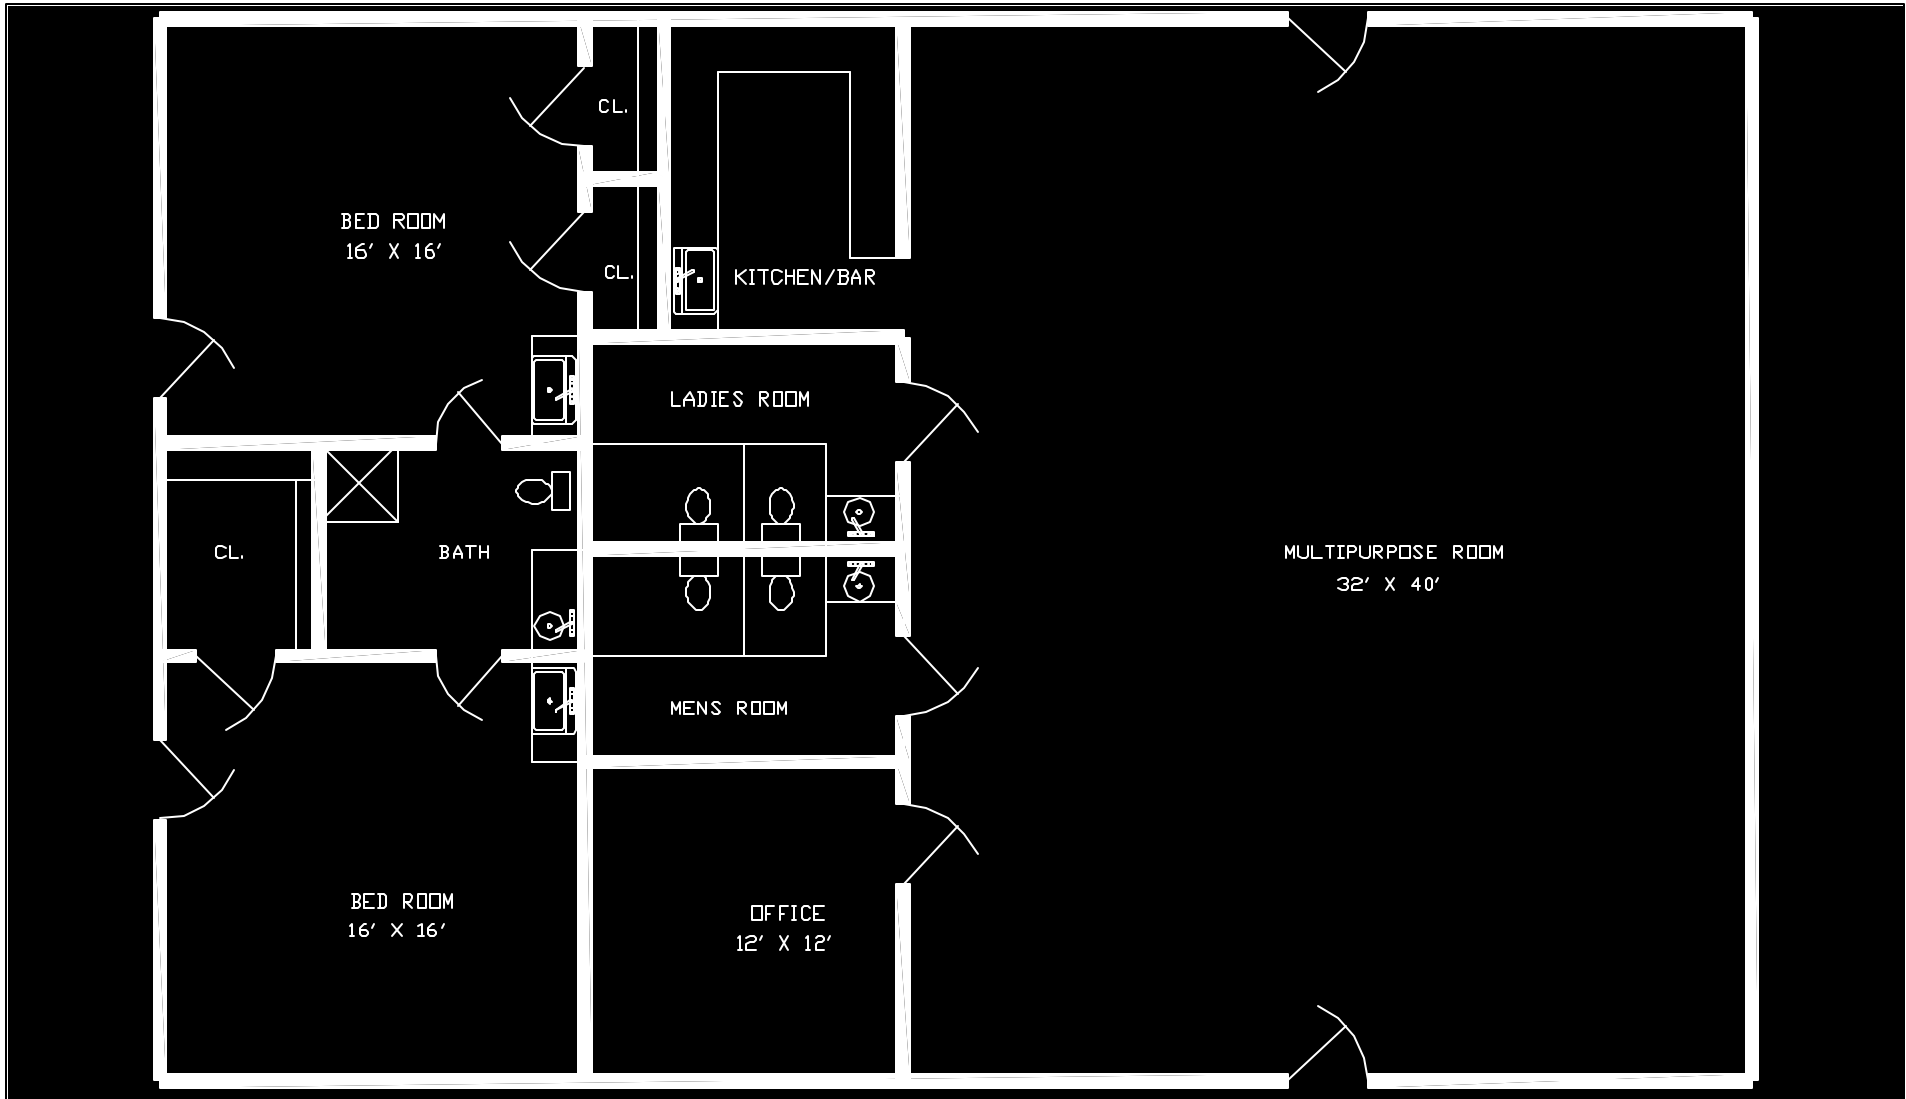 CL.
BED ROOM
16' X 16'
CL.
KITCHEN/BAR
LADIES ROOM
CL.
BATH
MULTIPURPOSE ROOM
32' X 40'
MENS ROOM
BED ROOM
16' X 16'
OFFICE
12' X 12'